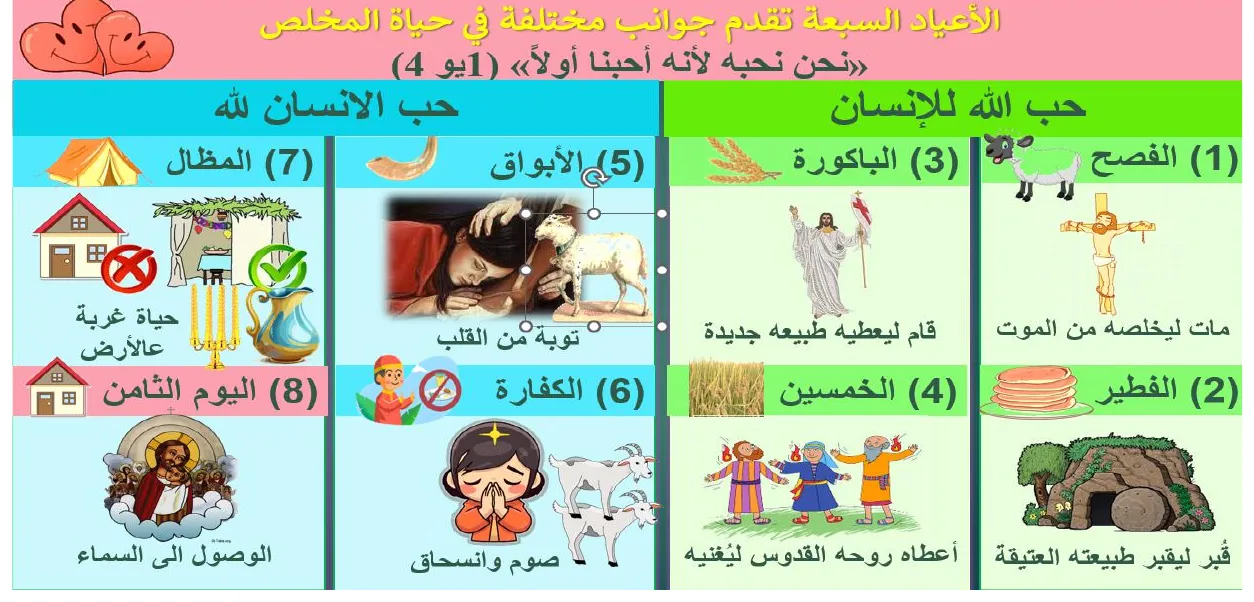 الأعياد السبعة تقدم جوانب مختلفة في حياة المخلص
«نحن نحبه لأنه أحبنا أولاً» (1يو 4)
حب الله للإنسان
(1) الفصح
مات ليخلصه من الموت
(2) الفطير
قُبر ليقبر طبيعته العتيقة
(3) الباكورة
قام ليعطيه طبيعه جديدة
(4) الخمسين
أعطاه روحه القدوس ليُغنيه
حب الانسان لله
(5) الأبواق
توبة من القلب
(6) الكفارة
صوم وانسحاق
(7) المظال
حياة غربة
عالأرض
(8) اليوم الثامن
الوصول الى السماء